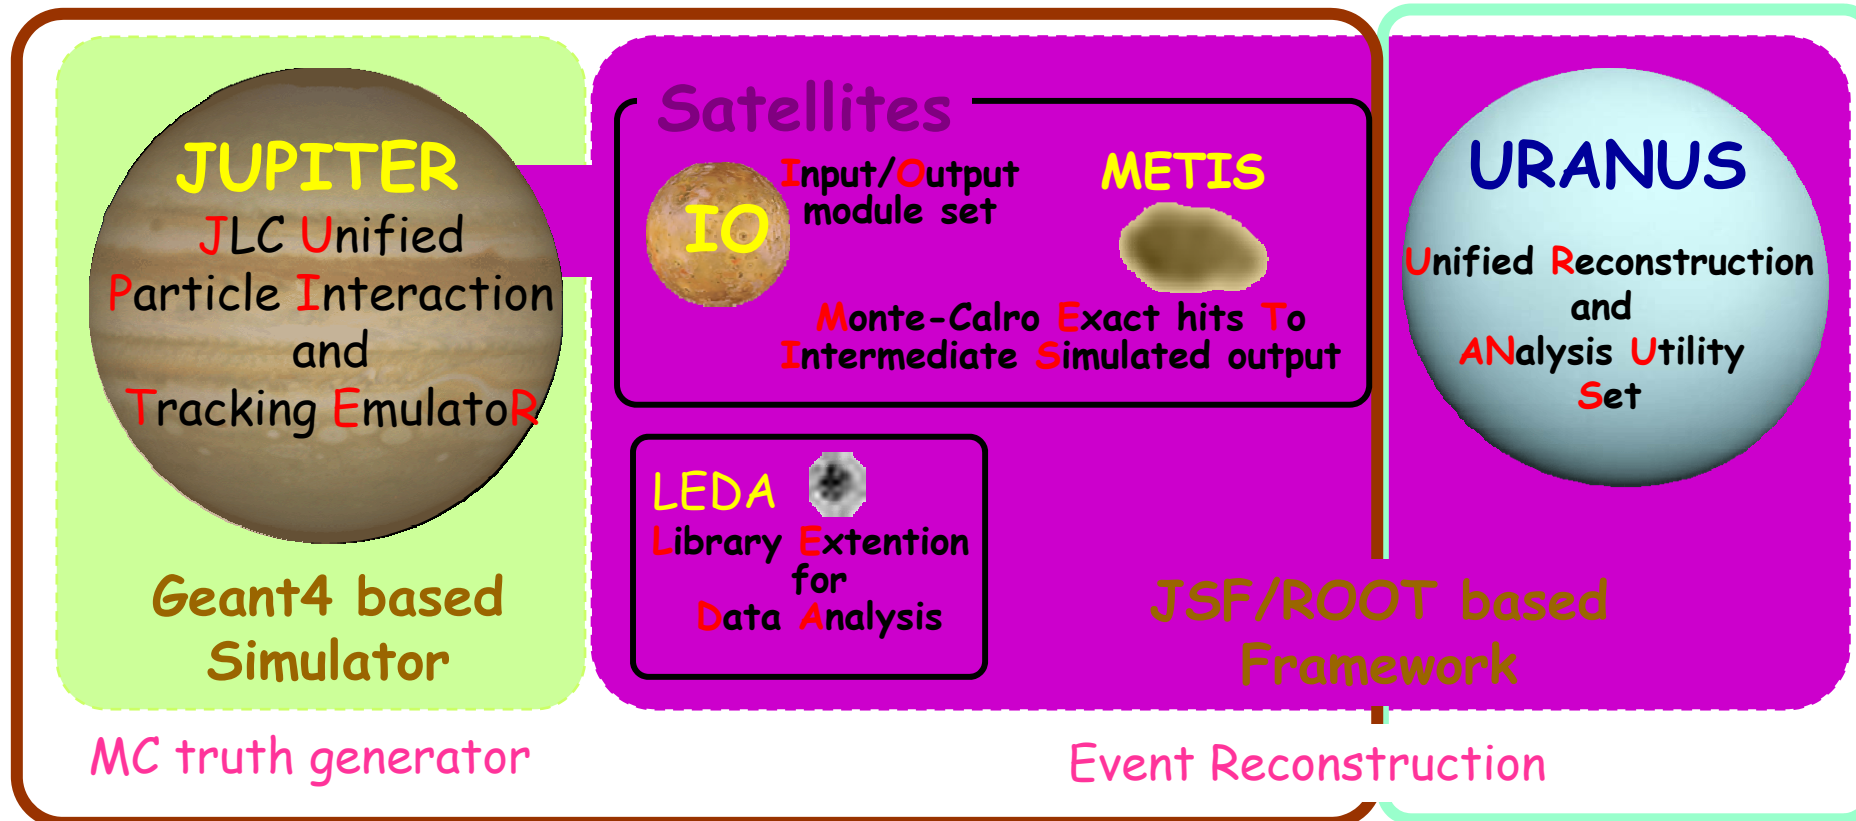 JUPITER
JLC Unified
Particle Interaction
and
Tracking EmulatoR
Geant4 based
Simulator
MC truth generator
Satellites
IO
Input/Output
module set
METIS
Monte-Calro Exact hits To
Intermediate Simulated output
LEDA
Library Extention
for
Data Analysis
JSF/ROOT based
Framework
URANUS
Unified Reconstruction
and
ANalysis Utility
Set
Event Reconstruction